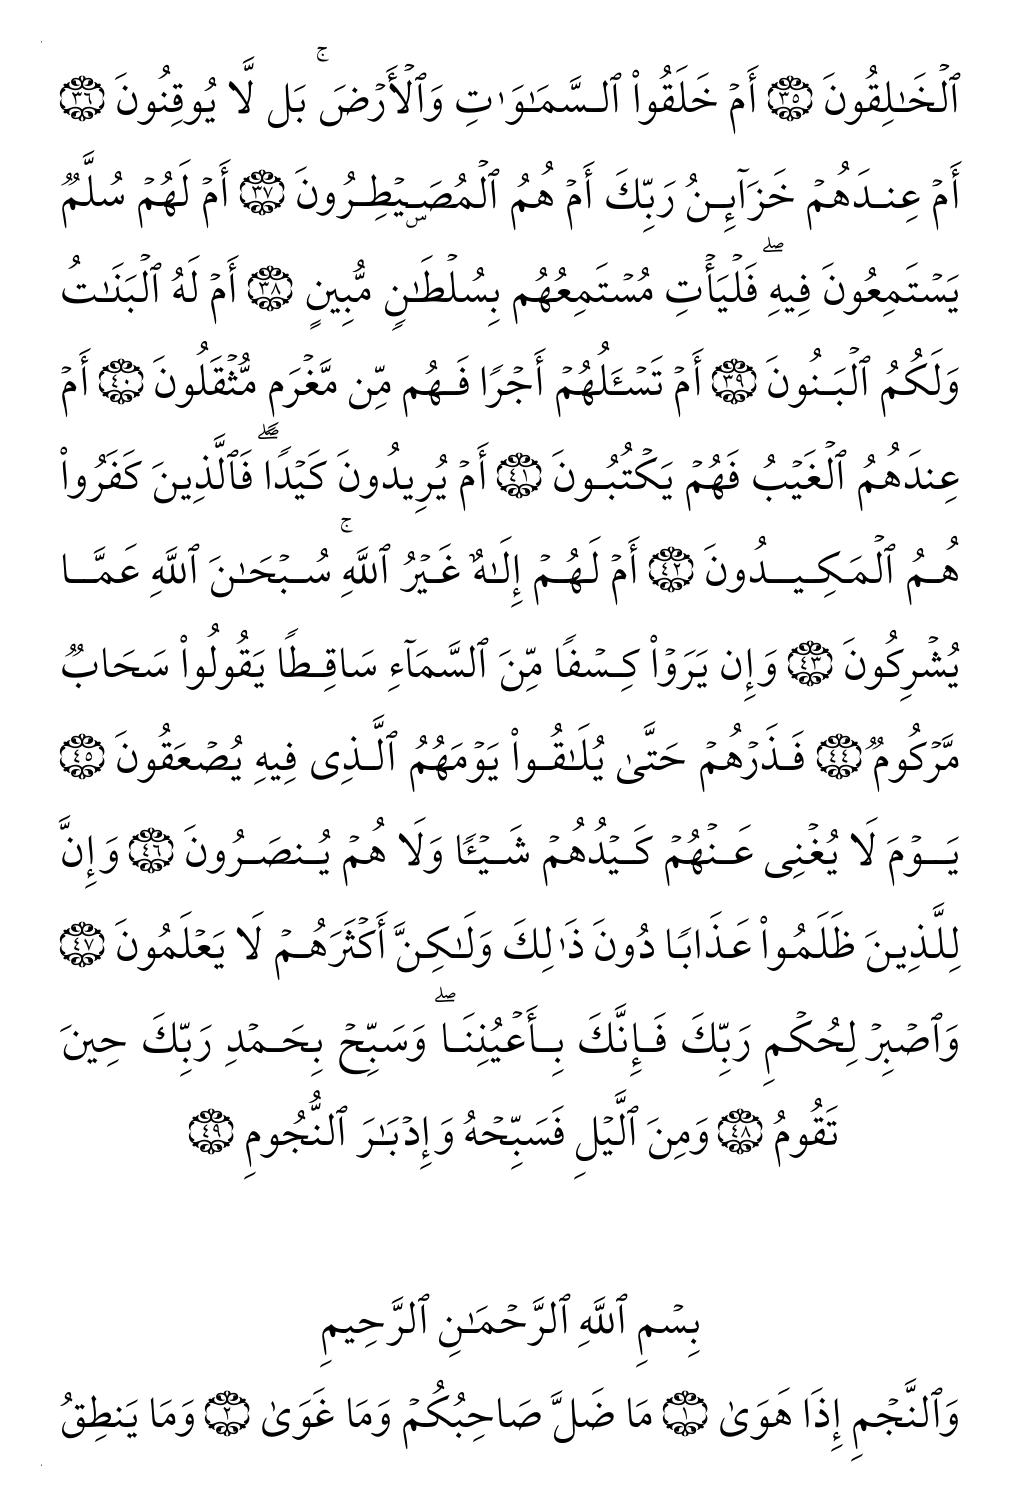 ٱلْخَـٰلِقُونَ ٣٥ أَمْ خَلَقُوا۟ ٱلسَّمَـٰوَٰتِ وَٱلْأَرْضَ ۚ بَل لَّا يُوقِنُونَ ٣٦
أَمْ عِندَهُمْ خَزَآئِنُ رَبِّكَ أَمْ هُمُ ٱلْمُصَۣيْطِرُونَ ٣٧ أَمْ لَهُمْ سُلَّمٌ
يَسْتَمِعُونَ فِيهِ ۖ فَلْيَأْتِ مُسْتَمِعُهُم بِسُلْطَـٰنٍ مُّبِينٍ ٣٨ أَمْ لَهُ ٱلْبَنَـٰتُ
وَلَكُمُ ٱلْبَنُونَ ٣٩ أَمْ تَسْـَٔلُهُمْ أَجْرًا فَهُم مِّن مَّغْرَمٍ مُّثْقَلُونَ ٤٠ أَمْ
عِندَهُمُ ٱلْغَيْبُ فَهُمْ يَكْتُبُونَ ٤١ أَمْ يُرِيدُونَ كَيْدًا ۖ فَٱلَّذِينَ كَفَرُوا۟
هُمُ ٱلْمَكِيدُونَ ٤٢ أَمْ لَهُمْ إِلَـٰهٌ غَيْرُ ٱللَّهِ ۚ سُبْحَـٰنَ ٱللَّهِ عَمَّا
يُشْرِكُونَ ٤٣ وَإِن يَرَوْا۟ كِسْفًا مِّنَ ٱلسَّمَآءِ سَاقِطًا يَقُولُوا۟ سَحَابٌ
مَّرْكُومٌ ٤٤ فَذَرْهُمْ حَتَّىٰ يُلَـٰقُوا۟ يَوْمَهُمُ ٱلَّذِى فِيهِ يُصْعَقُونَ ٤٥
يَوْمَ لَا يُغْنِى عَنْهُمْ كَيْدُهُمْ شَيْـًٔا وَلَا هُمْ يُنصَرُونَ ٤٦ وَإِنَّ
لِلَّذِينَ ظَلَمُوا۟ عَذَابًا دُونَ ذَٰلِكَ وَلَـٰكِنَّ أَكْثَرَهُمْ لَا يَعْلَمُونَ ٤٧
وَٱصْبِرْ لِحُكْمِ رَبِّكَ فَإِنَّكَ بِأَعْيُنِنَا ۖ وَسَبِّحْ بِحَمْدِ رَبِّكَ حِينَ
تَقُومُ ٤٨ وَمِنَ ٱلَّيْلِ فَسَبِّحْهُ وَإِدْبَـٰرَ ٱلنُّجُومِ ٤٩
بِسْمِ ٱللَّهِ ٱلرَّحْمَـٰنِ ٱلرَّحِيمِ
وَٱلنَّجْمِ إِذَا هَوَىٰ ١ مَا ضَلَّ صَاحِبُكُمْ وَمَا غَوَىٰ ٢ وَمَا يَنطِقُ